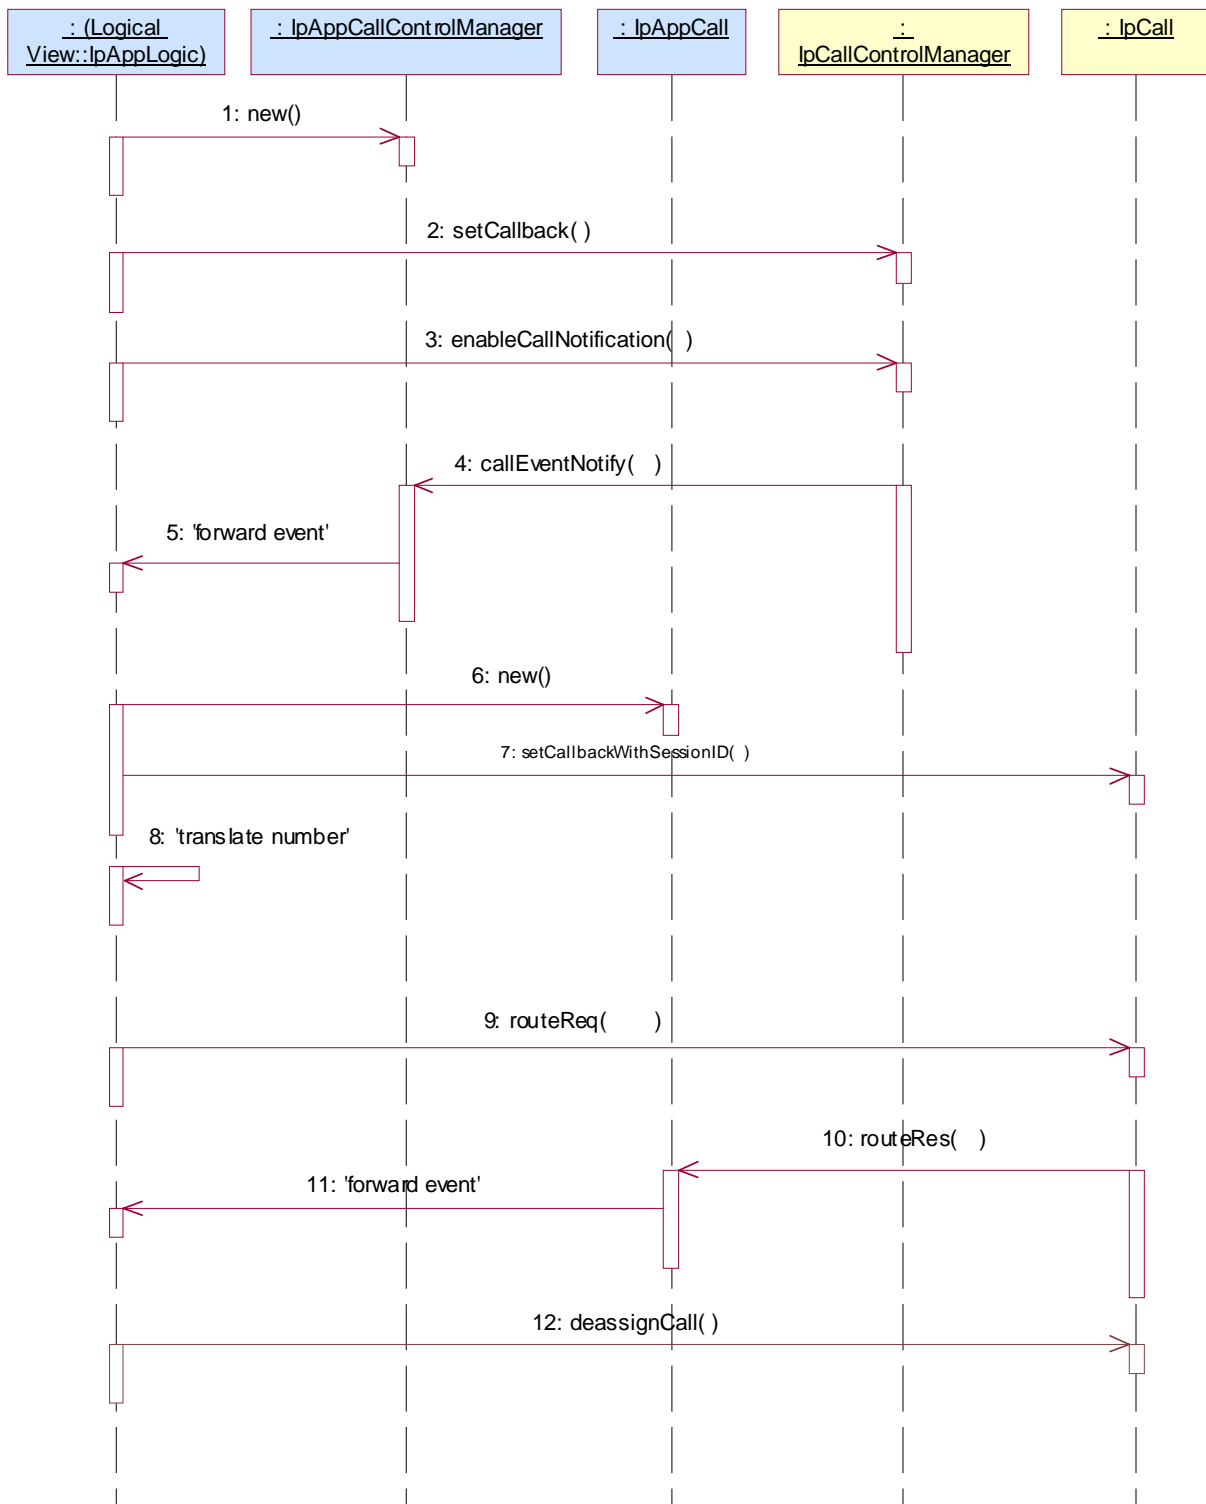 : (Logical
View::IpAppLogic)
: IpAppCallControlManager
: IpAppCall
:
IpCallControlManager
: IpCall
1: new()
2: setCallback( )
3: enableCallNotification(  )
4: callEventNotify(   )
5: 'forward event'
6: new()
7: setCallbackWithSessionID(  )
8: 'translate number'
9: routeReq(       )
10: routeRes(   )
11: 'forward event'
12: deassignCall( )